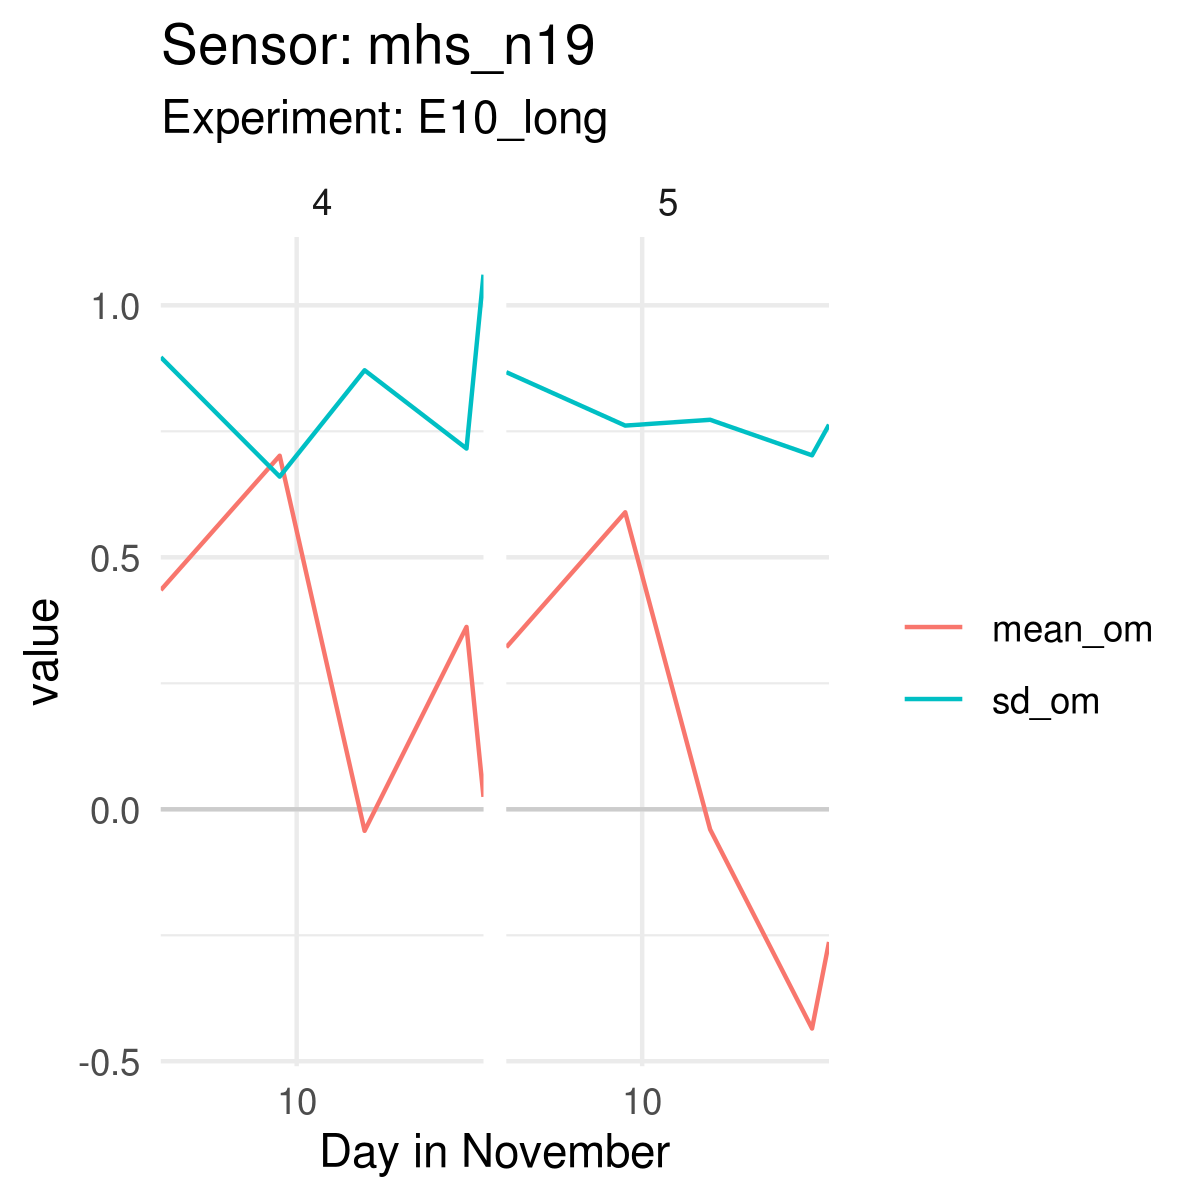 Sensor: mhs_n19
Experiment: E10_long
4 5
1.0
0.5
0.0
-0.5
value
10 10
Day in November
mean_om
sd_om